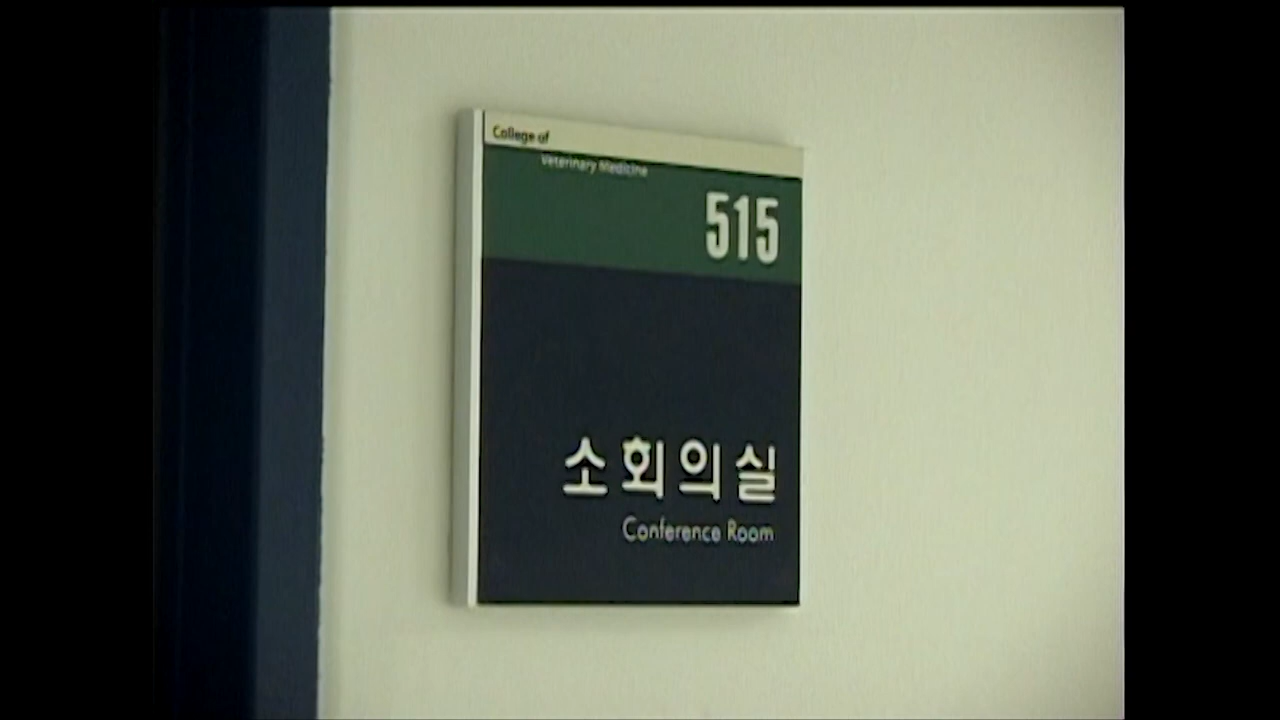 College of
Veterinary Medicine
515
소회의실
Conference Room